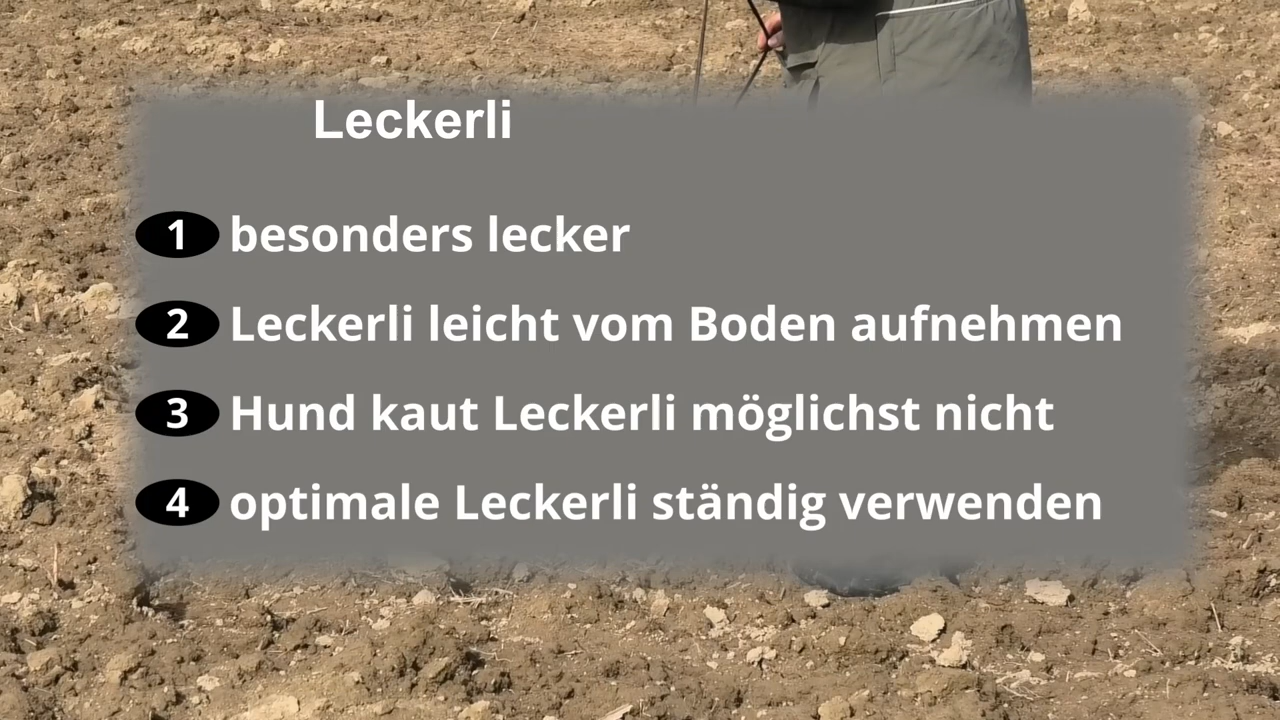 Leckerli
1 besonders lecker
2 Leckerli leicht vom Boden aufnehmen
3 Hund kaut Leckerli möglichst nicht
4 optimale Leckerli ständig verwenden